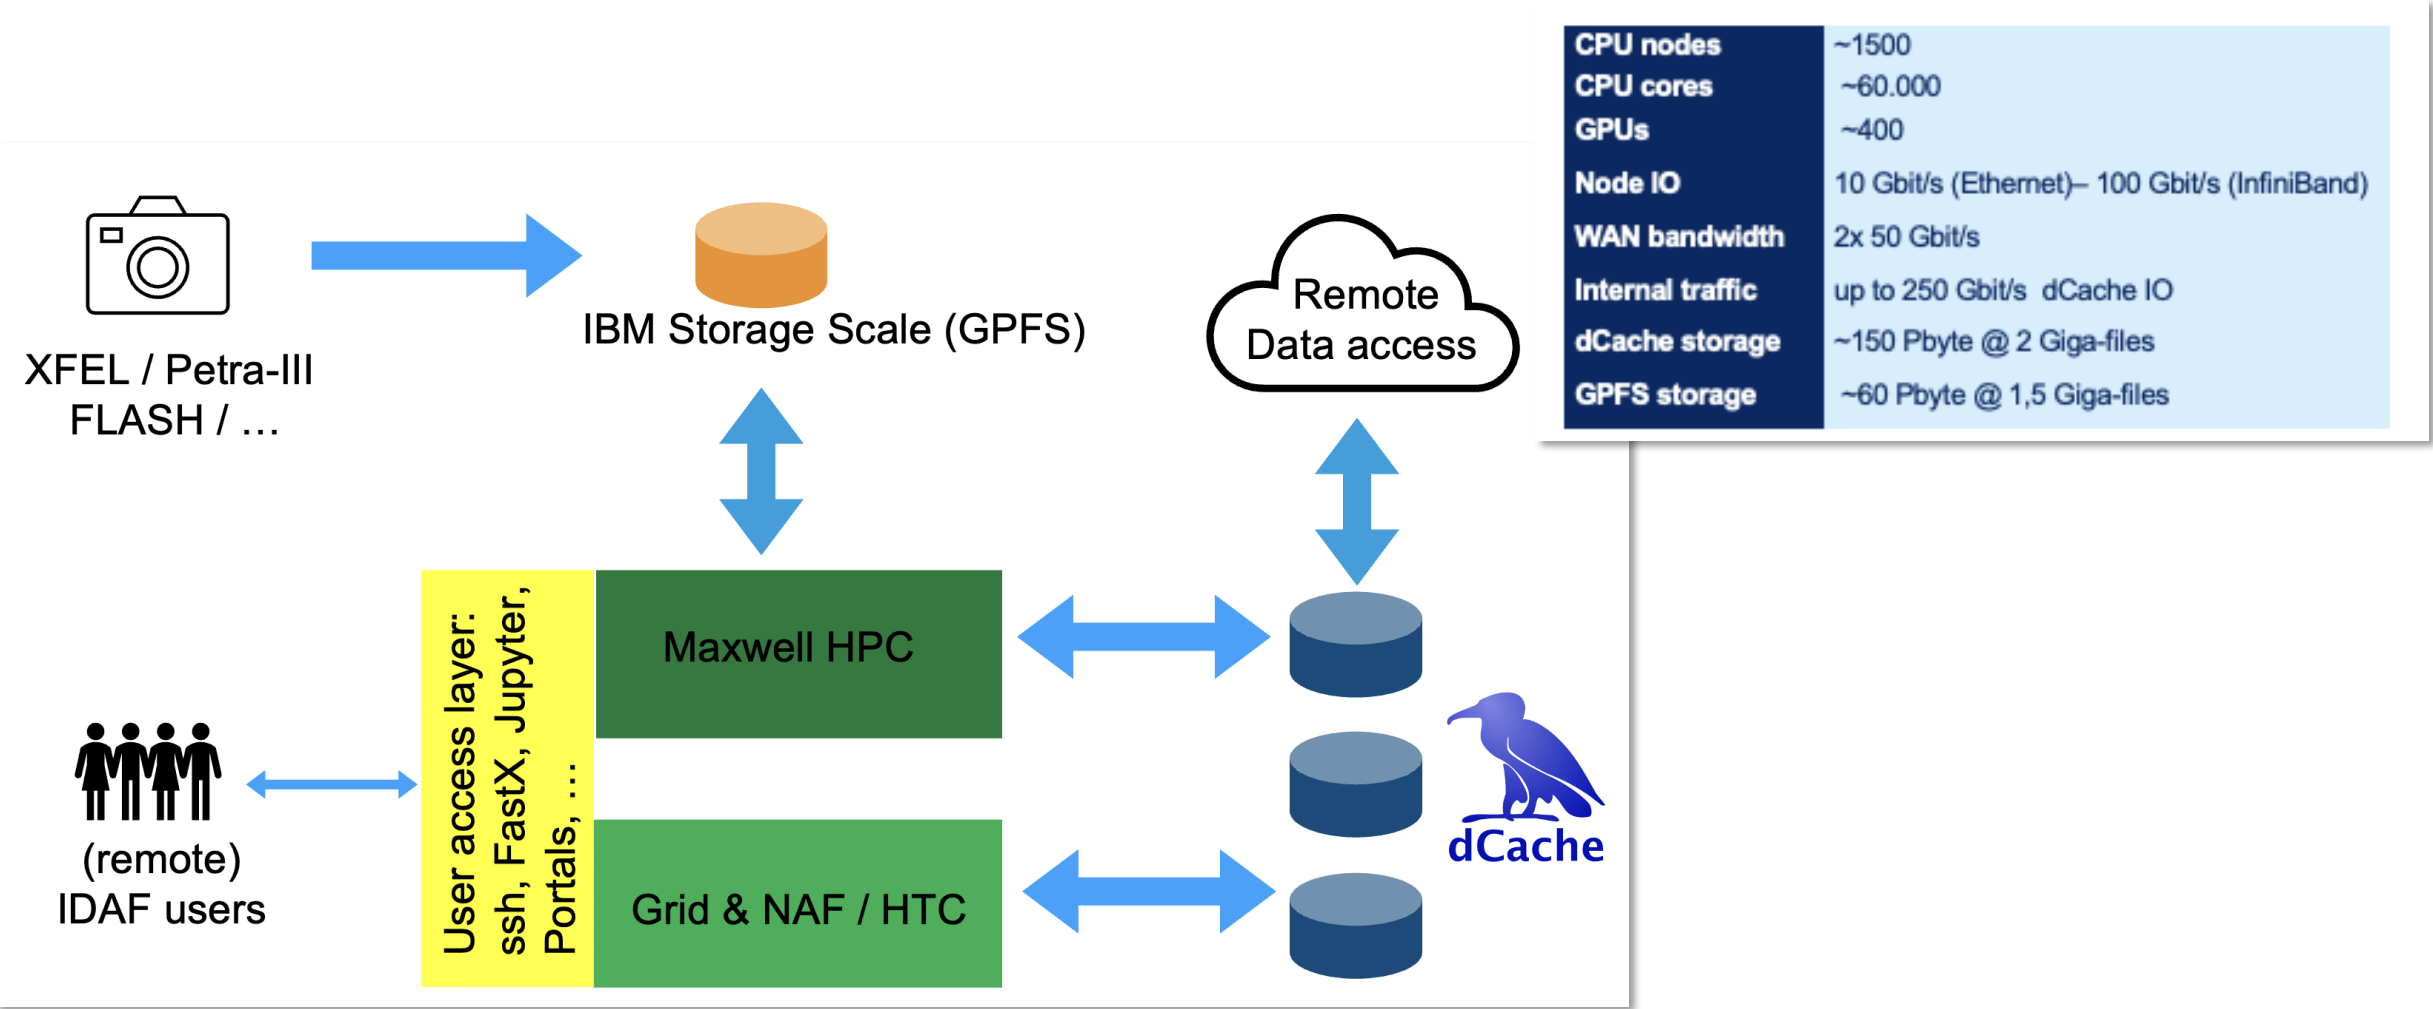 CPU nodes ~1500
CPU cores ~60.000
GPUs ~400
Node IO 10 Gbit/s (Ethernet)– 100 Gbit/s (InfiniBand)
WAN bandwidth 2x 50 Gbit/s
Internal traffic up to 250 Gbit/s dCache IO
dCache storage ~150 Pbyte @ 2 Giga-files
GPFS storage ~60 Pbyte @ 1,5 Giga-files
XFEL / Petra-III
FLASH / ...
IBM Storage Scale (GPFS)
Remote
Data access
User access layer:
ssh, FastX, Jupyter,
Portals, ...
Maxwell HPC
Grid & NAF / HTC
(remote)
IDAF users
dCache